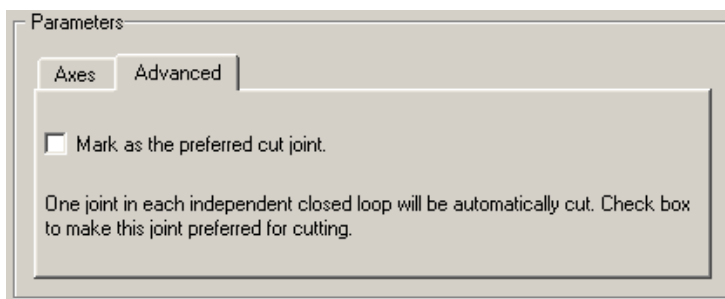 Parameters
Axes Advanced
Mark as the preferred cut joint.
One joint in each independent closed loop will be automatically cut. Check box
to make this joint preferred for cutting.